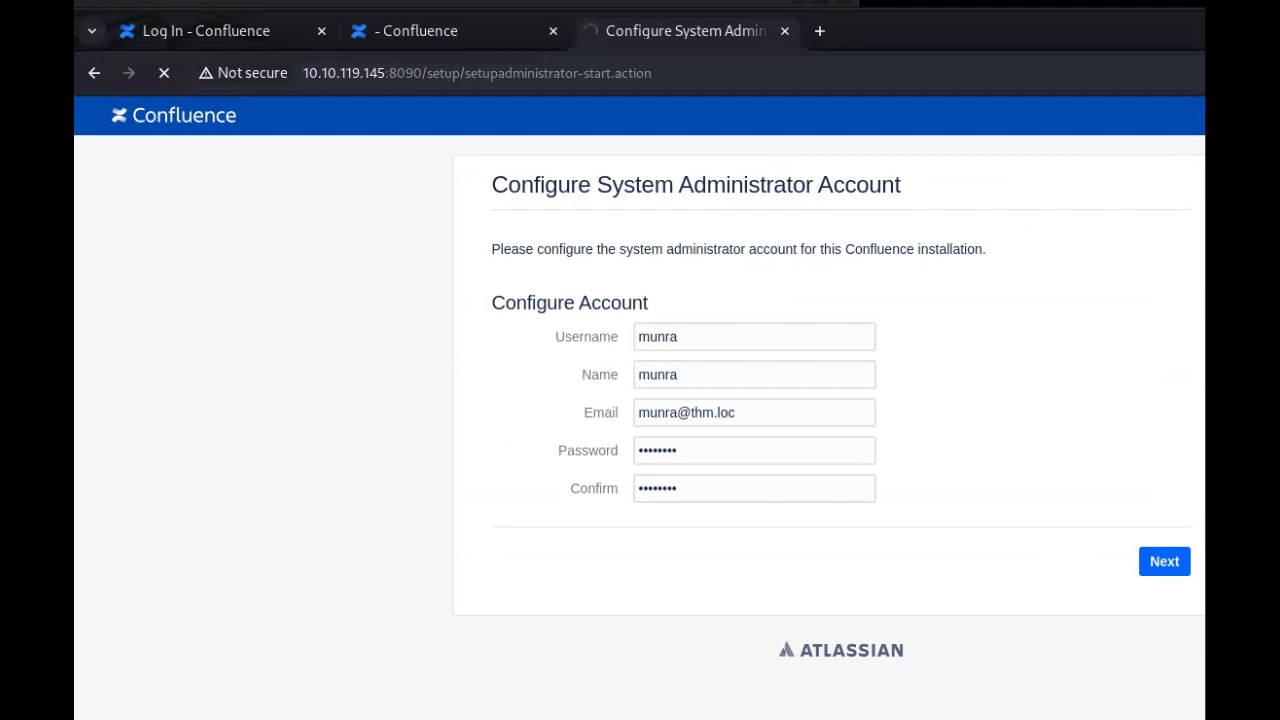 Log In - Confluence
- Confluence
Configure System Admin
Not secure 10.10.119.145:8090/setup/setupadministrator-start.action
Confluence
Configure System Administrator Account
Please configure the system administrator account for this Confluence installation.
Configure Account
Username munra
Name munra
Email munra@thm.loc
Password ••••••••
Confirm ••••••••
Next
ATLASSIAN